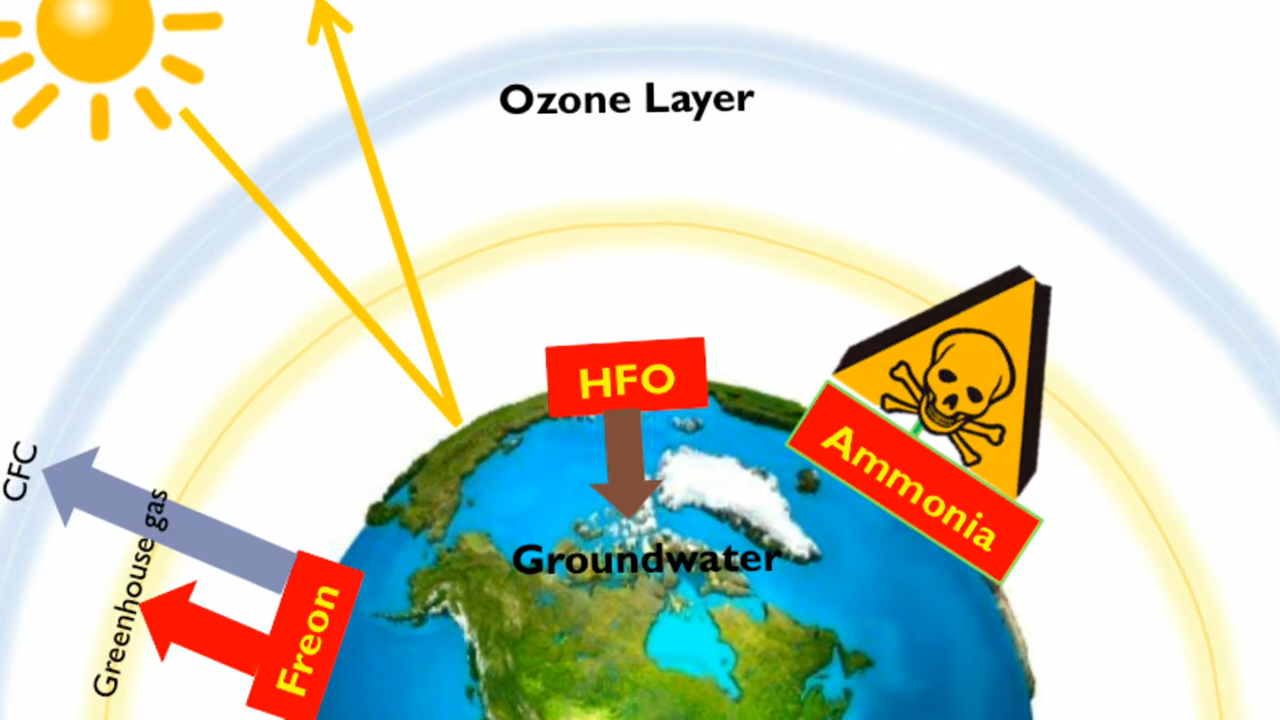 Ozone Layer
HFO
Ammonia
CFC
Greenhouse gas
Groundwater
Freon